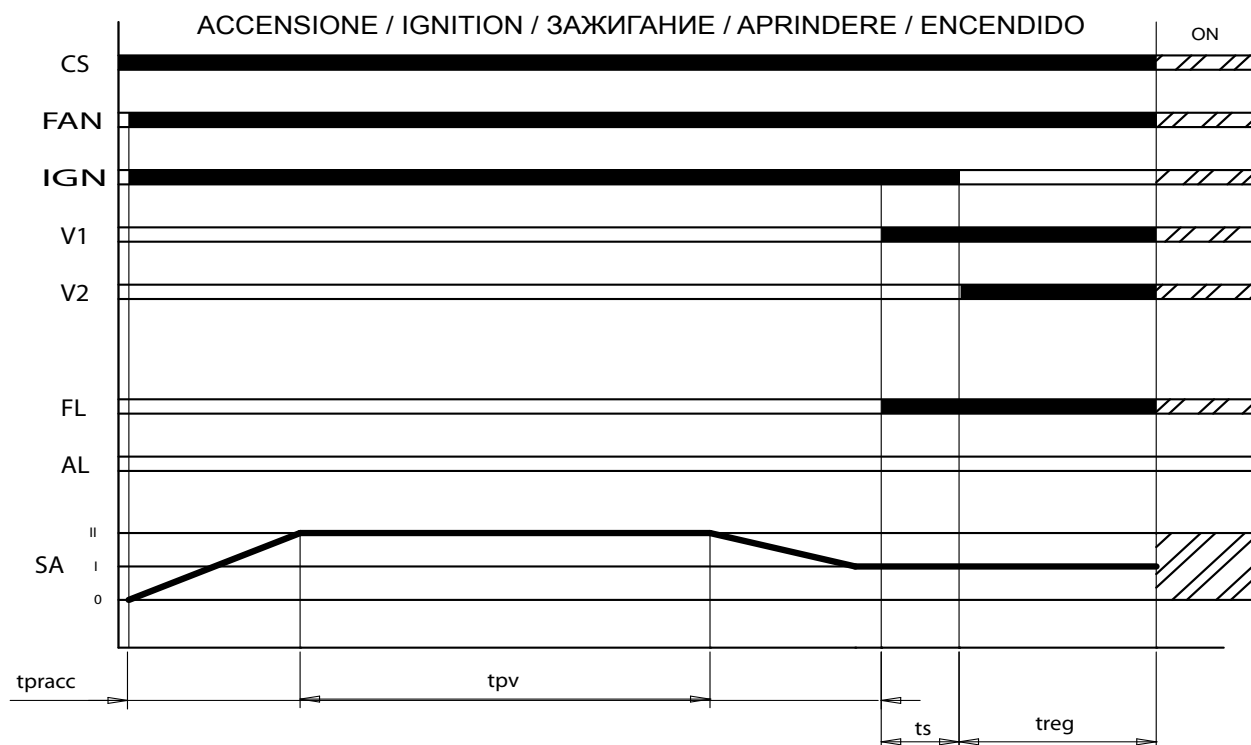 ACCENSIONE / IGNITION / ЗАЖИГАНИЕ / APRINDERE / ENCENDIDO
ON
CS
FAN
IGN
V1
V2
FL
AL
II
SA I
0
tpracc
tpv
ts
treg